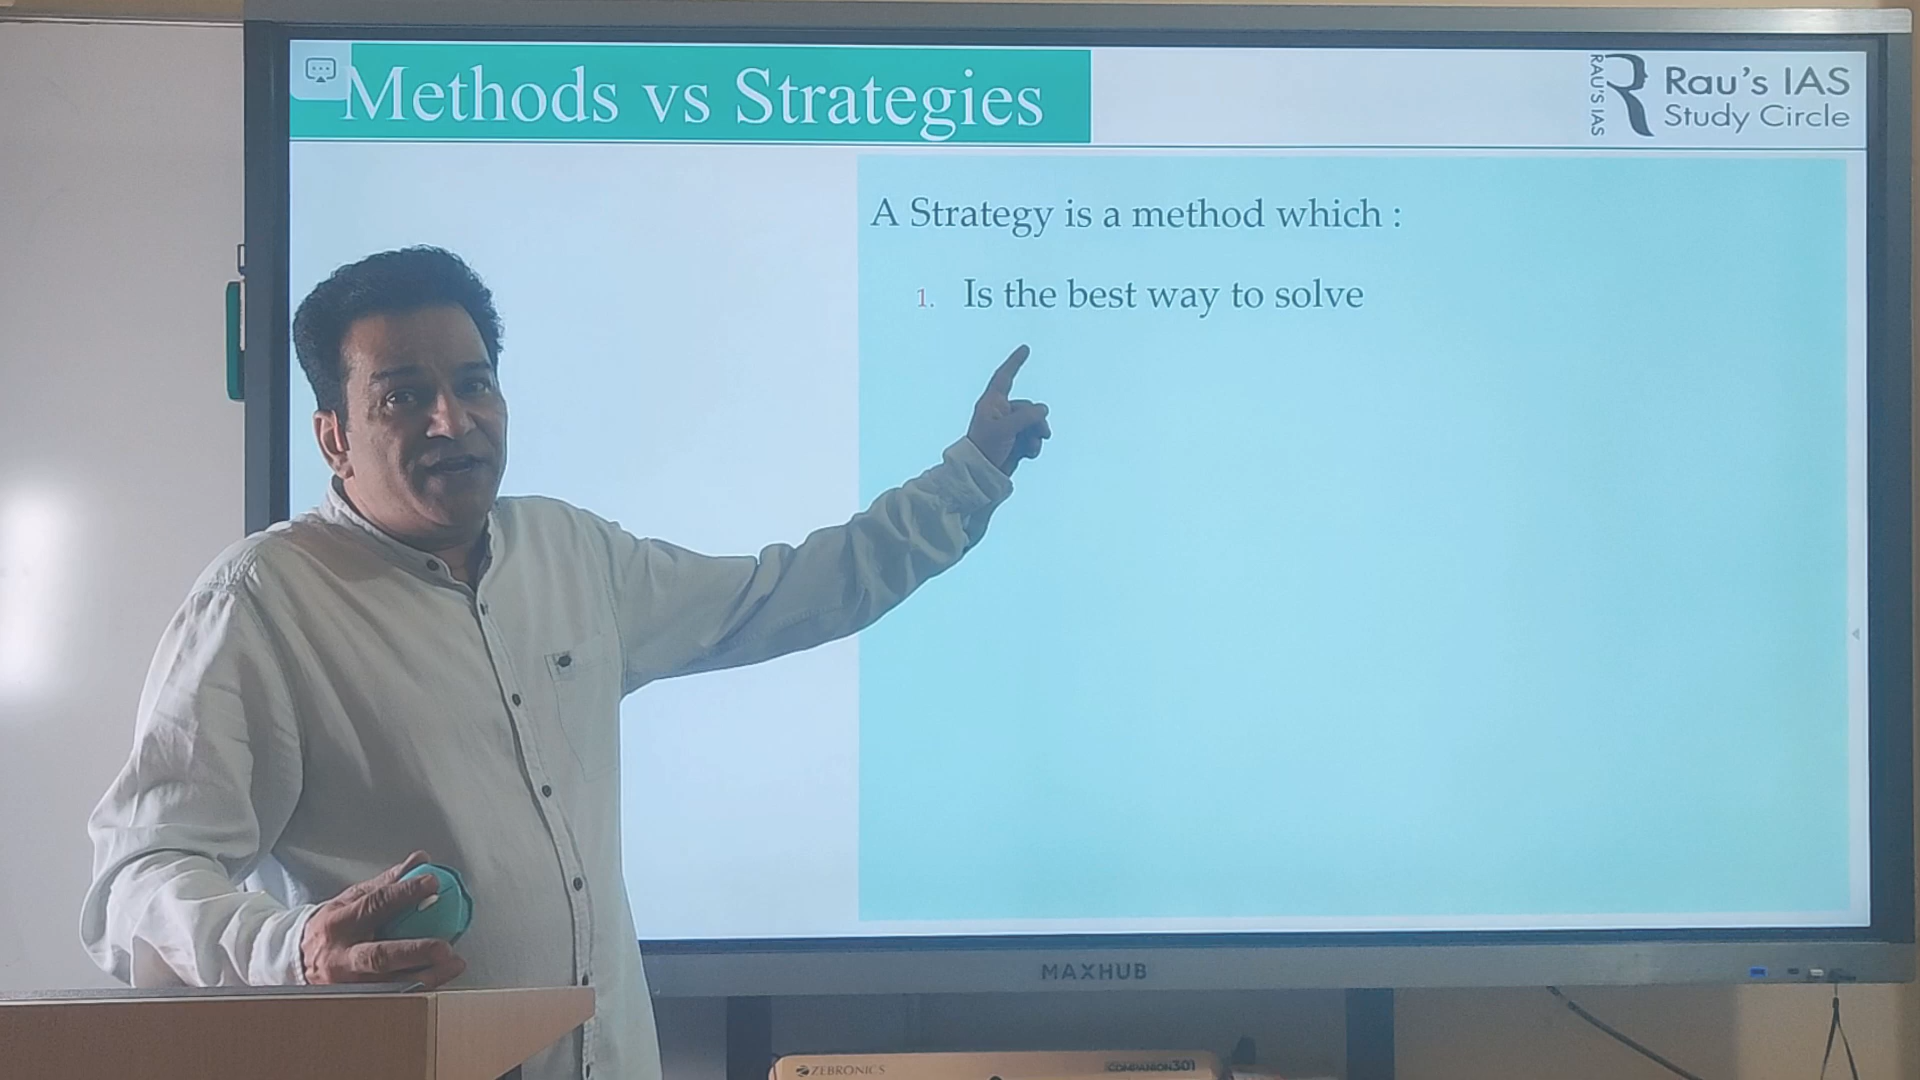 Methods vs Strategies
RAU'S IAS
Rau's IAS
Study Circle
A Strategy is a method which :
1. Is the best way to solve
MAXHUB
ZEBRONICS
COMPANION301